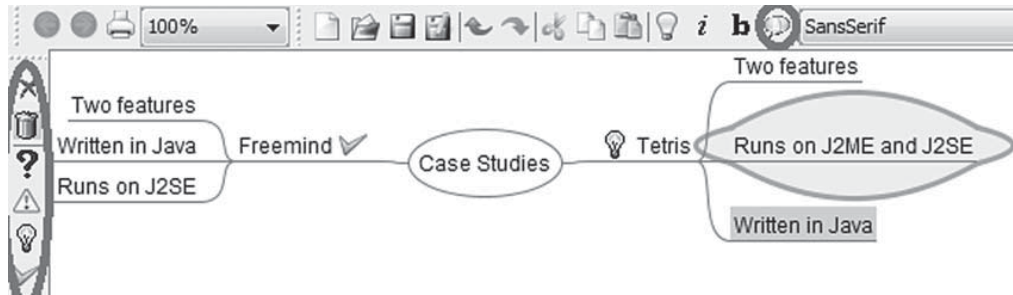 100%
i b SansSerif
Two features
Written in Java
Runs on J2SE
Freemind
Case Studies
Tetris
Two features
Runs on J2ME and J2SE
Written in Java